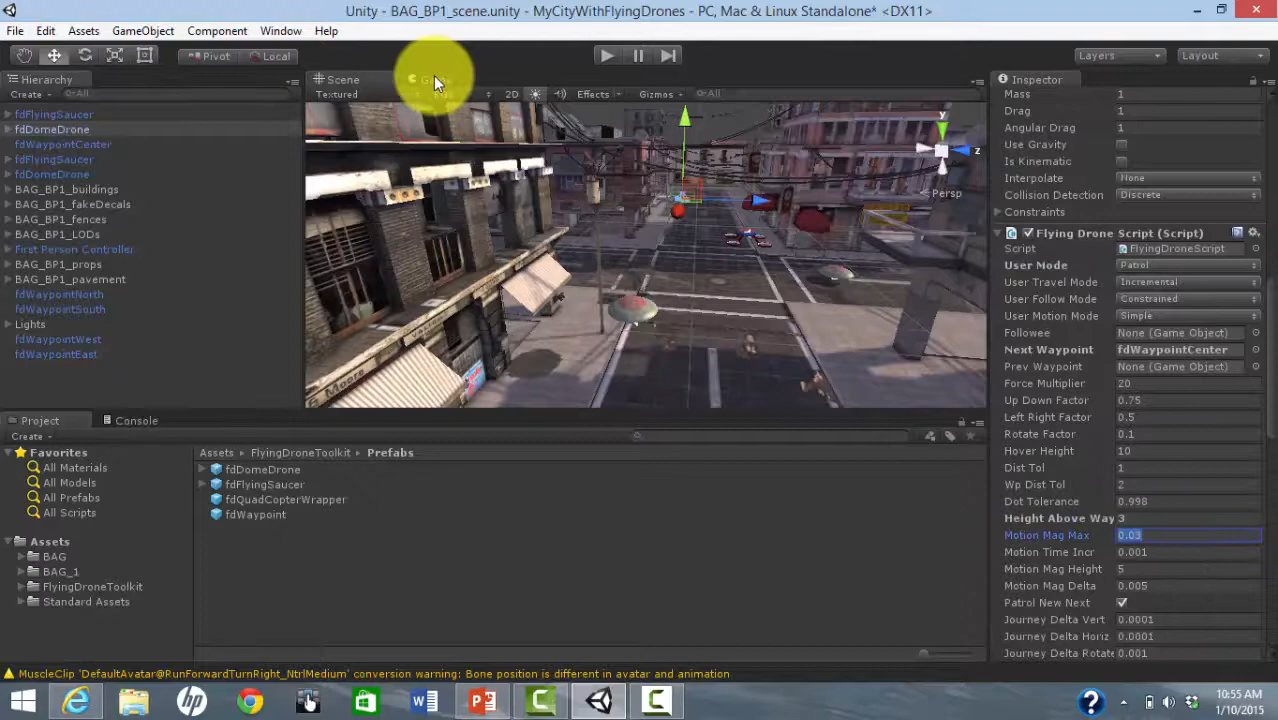 Unity - BAG_BP1_scene.unity - MyCityWithFlyingDrones - PC, Mac & Linux Standalone* <DX11>
File Edit Assets GameObject Component Window Help
Pivot Local Layers Layout
Hierarchy
Create All
fdFlyingSaucer
fdDomeDrone
fdWaypointCenter
fdFlyingSaucer
fdDomeDrone
BAG_BP1_buildings
BAG_BP1_fakeDecals
BAG_BP1_fences
BAG_BP1_LODs
First Person Controller
BAG_BP1_props
BAG_BP1_pavement
fdWaypointNorth
fdWaypointSouth
Lights
fdWaypointWest
fdWaypointEast
Scene
Textured 2D Effects Gizmos All
y
z
Persp
Moore
Inspector
Mass 1
Drag 1
Angular Drag 1
Use Gravity
Is Kinematic
Interpolate None
Collision Detection Discrete
Constraints
Flying Drone Script (Script)
Script FlyingDroneScript
User Mode Patrol
User Travel Mode Incremental
User Follow Mode Constrained
User Motion Mode Simple
Followee None (Game Object)
Next Waypoint fdWaypointCenter
Prev Waypoint None (Game Object)
Force Multiplier 20
Up Down Factor 0.75
Left Right Factor 0.5
Rotate Factor 0.1
Hover Height 10
Dist Tol 1
Wp Dist Tol 2
Dot Tolerance 0.998
Height Above Way 3
Motion Mag Max 0.03
Motion Time Incr 0.001
Motion Mag Height 5
Motion Mag Delta 0.005
Patrol New Next
Journey Delta Vert 0.0001
Journey Delta Horiz 0.0001
Journey Delta Rotate 0.001
Project Console
Create
Favorites
All Materials
All Models
All Prefabs
All Scripts
Assets
BAG
BAG_1
FlyingDroneToolkit
Standard Assets
Assets FlyingDroneToolkit Prefabs
fdDomeDrone
fdFlyingSaucer
fdQuadCopterWrapper
fdWaypoint
MuscleClip 'DefaultAvatar@RunForwardTurnRight_NtrlMedium' conversion warning: Bone position is different in avatar and animation
10:55 AM
1/10/2015